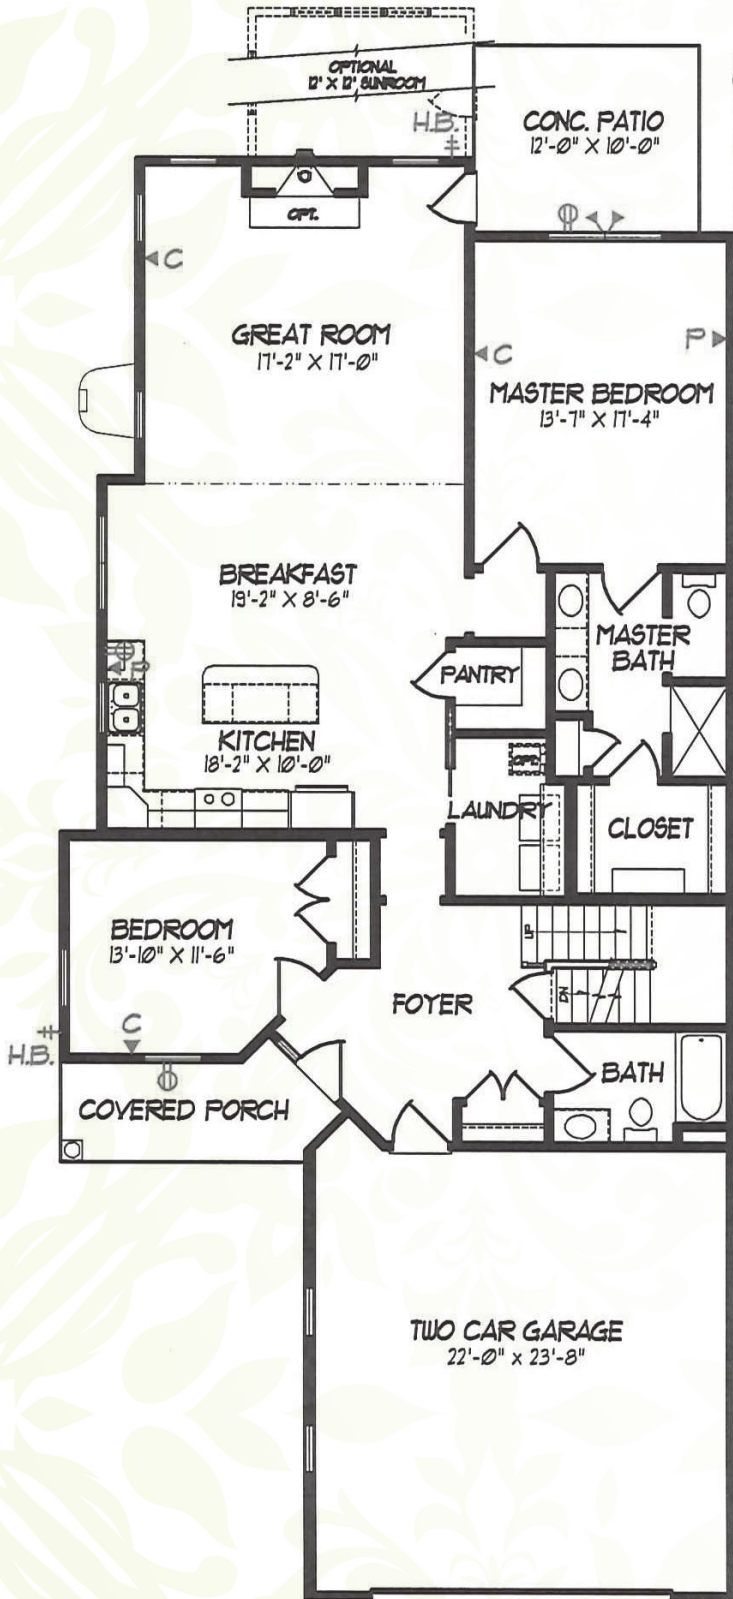 OPTIONAL
12' X 12' SUNROOM
H.B.
CONC. PATIO
12'-0" X 10'-0"
OPT.
C
GREAT ROOM
17'-2" X 17'-0"
C
P
MASTER BEDROOM
13'-7" X 17'-4"
BREAKFAST
19'-2" X 8'-6"
MASTER
BATH
P
PANTRY
KITCHEN
18'-2" X 10'-0"
OPT.
LAUNDRY
CLOSET
BEDROOM
13'-10" X 11'-6"
UP
DN
FOYER
C
H.B.
BATH
COVERED PORCH
TWO CAR GARAGE
22'-0" x 23'-8"